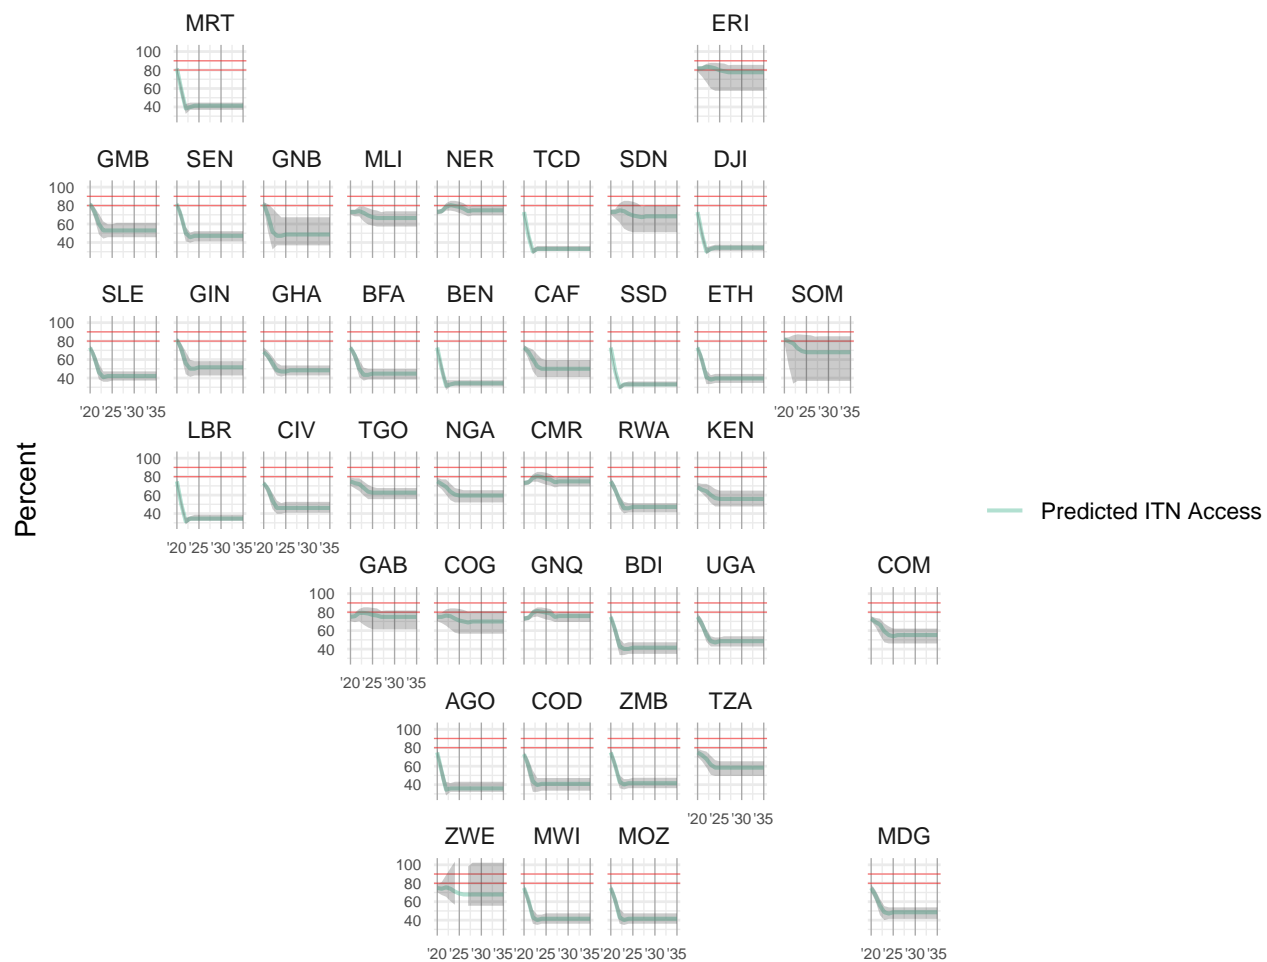 MRT ERI
100
80
60
40
GMB SEN GNB MLI NER TCD SDN DJI
100
80
60
40
SLE GIN GHA BFA BEN CAF SSD ETH SOM
100
80
60
40
'20 '25 '30 '35 '20 '25 '30 '35
LBR CIV TGO NGA CMR RWA KEN
100
80
60
40
'20 '25 '30 '35 '20 '25 '30 '35
GAB COG GNQ BDI UGA COM
100
80
60
40
'20 '25 '30 '35
AGO COD ZMB TZA
100
80
60
40
'20 '25 '30 '35
ZWE MWI MOZ MDG
100
80
60
40
'20 '25 '30 '35 '20 '25 '30 '35 '20 '25 '30 '35 '20 '25 '30 '35
Percent
Predicted ITN Access